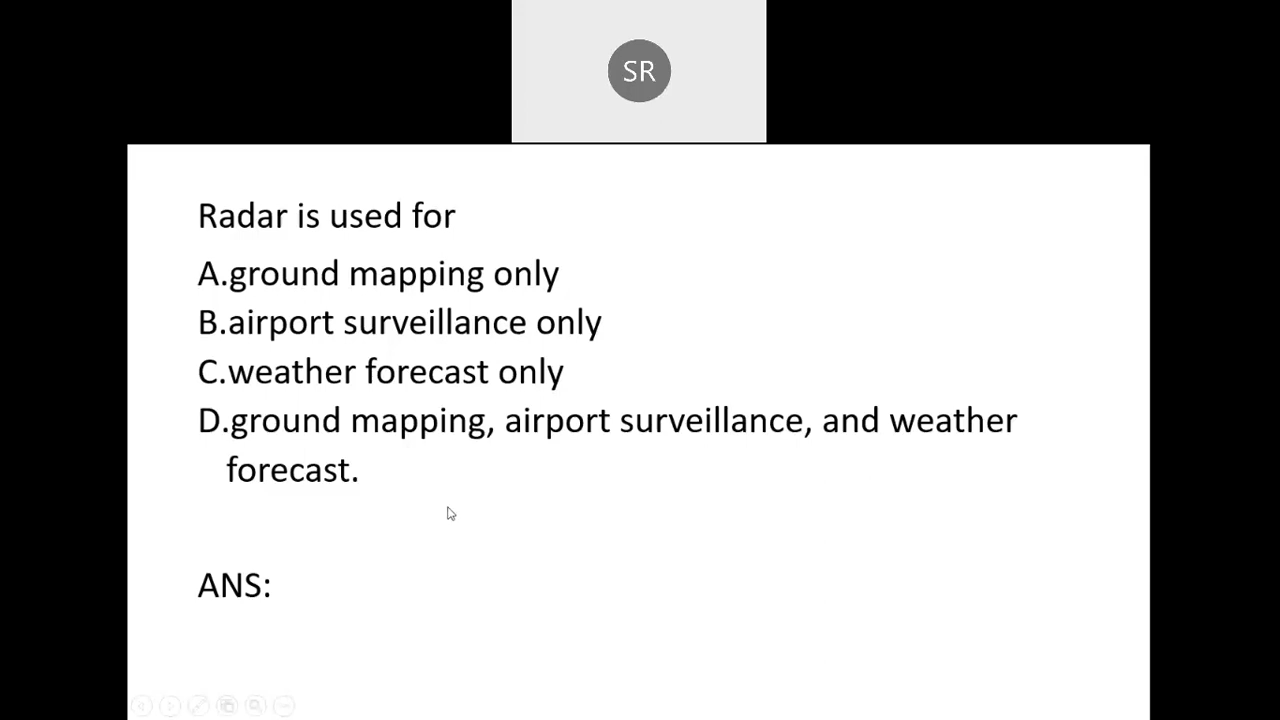 SR
Radar is used for
A.ground mapping only
B.airport surveillance only
C.weather forecast only
D.ground mapping, airport surveillance, and weather
forecast.
ANS: